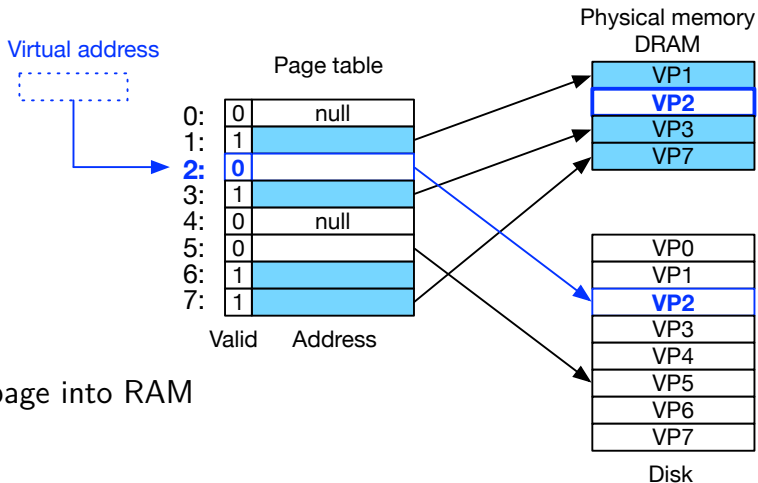 Virtual address
Page table
0: 0 null
1: 1
2: 0
3: 1
4: 0 null
5: 0
6: 1
7: 1
Valid Address
page into RAM
Physical memory
DRAM
VP1
VP2
VP3
VP7
VP0
VP1
VP2
VP3
VP4
VP5
VP6
VP7
Disk